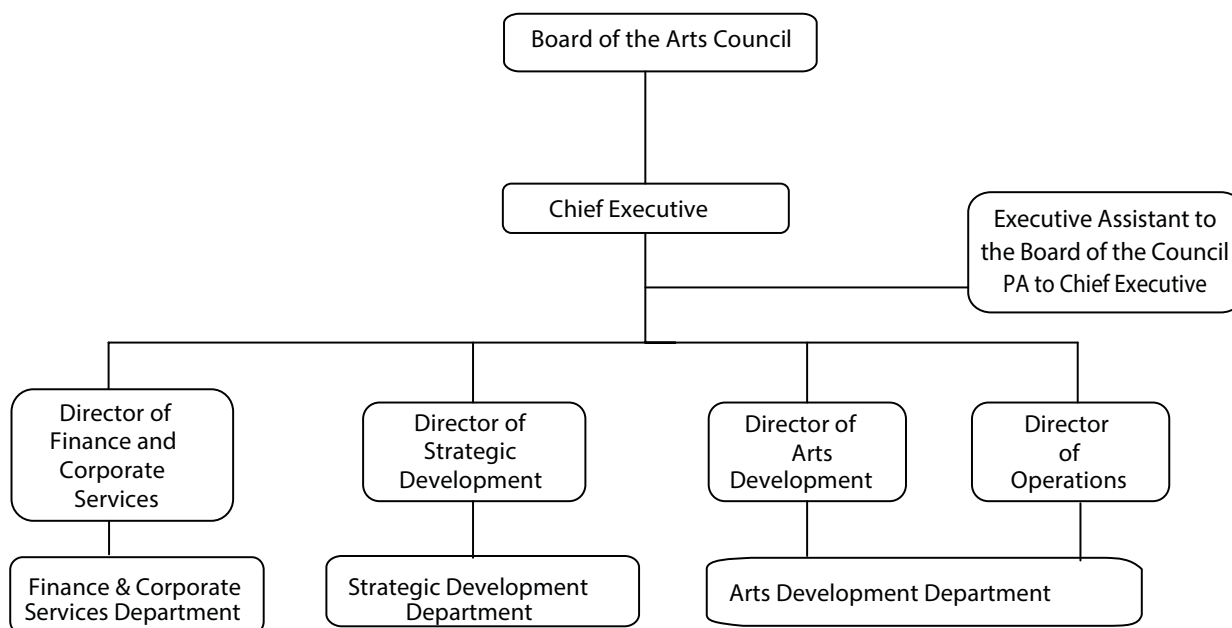 Board of the Arts Council
Chief Executive
Executive Assistant to
the Board of the Council
PA to Chief Executive
Director of
Finance and
Corporate
Services
Director of
Strategic
Development
Director of
Arts
Development
Director
of
Operations
Finance & Corporate
Services Department
Strategic Development
Department
Arts Development Department